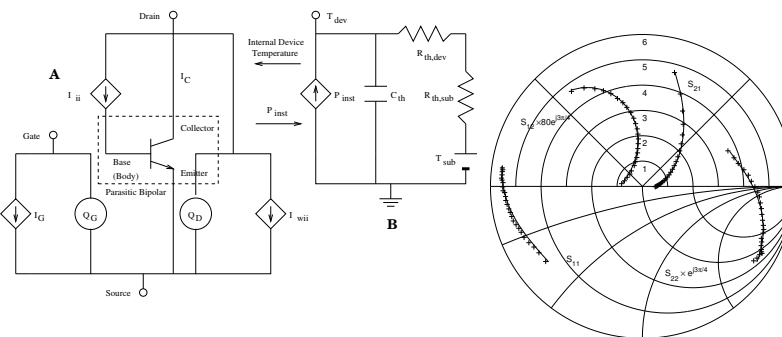 Drain
A
I ii
I C
Gate
Collector
Base
(Body)
Emitter
Parasitic Bipolar
I G
Q G
Q D
I wii
Source
Internal Device
Temperature
P inst
T dev
R th,dev
P inst
C th
R th,sub
T sub
B
6
5
4
3
2
1
S 21
S 12 ×80e j3π/4
S 11
S 22 × e j3π/4